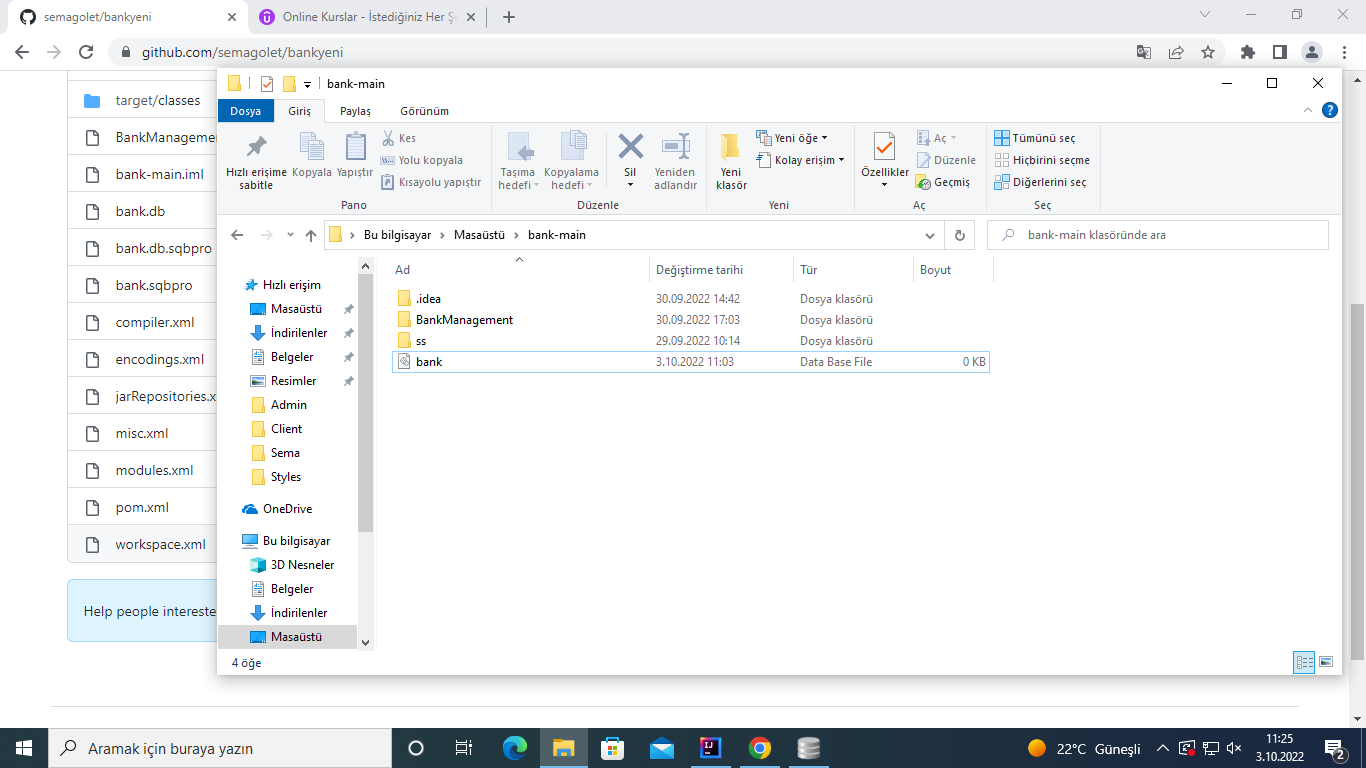 semagolet/bankyeni
Online Kurslar - İstediğiniz Her Şe
github.com/semagolet/bankyeni
target/classes
BankManageme
bank-main.iml
bank.db
bank.db.sqbpro
bank.sqbpro
compiler.xml
encodings.xml
jarRepositories.x
misc.xml
modules.xml
pom.xml
workspace.xml
Help people intereste
bank-main
Dosya Giriş Paylaş Görünüm
Hızlı erişime sabitle
Kopyala
Yapıştır
Kes
Yolu kopyala
Kısayolu yapıştır
Pano
Taşıma hedefi
Kopyalama hedefi
Sil
Yeniden adlandır
Düzenle
Yeni klasör
Yeni öğe
Kolay erişim
Yeni
Özellikler
Aç
Düzenle
Geçmiş
Aç
Tümünü seç
Hiçbirini seçme
Diğerlerini seç
Seç
Bu bilgisayar > Masaüstü > bank-main
bank-main klasöründe ara
Hızlı erişim
Masaüstü
İndirilenler
Belgeler
Resimler
Admin
Client
Sema
Styles
OneDrive
Bu bilgisayar
3D Nesneler
Belgeler
İndirilenler
Masaüstü
Ad Değiştirme tarihi Tür Boyut
.idea 30.09.2022 14:42 Dosya klasörü
BankManagement 30.09.2022 17:03 Dosya klasörü
ss 29.09.2022 10:14 Dosya klasörü
bank 3.10.2022 11:03 Data Base File 0 KB
4 öğe
Aramak için buraya yazın
22°C Güneşli
11:25
3.10.2022
2